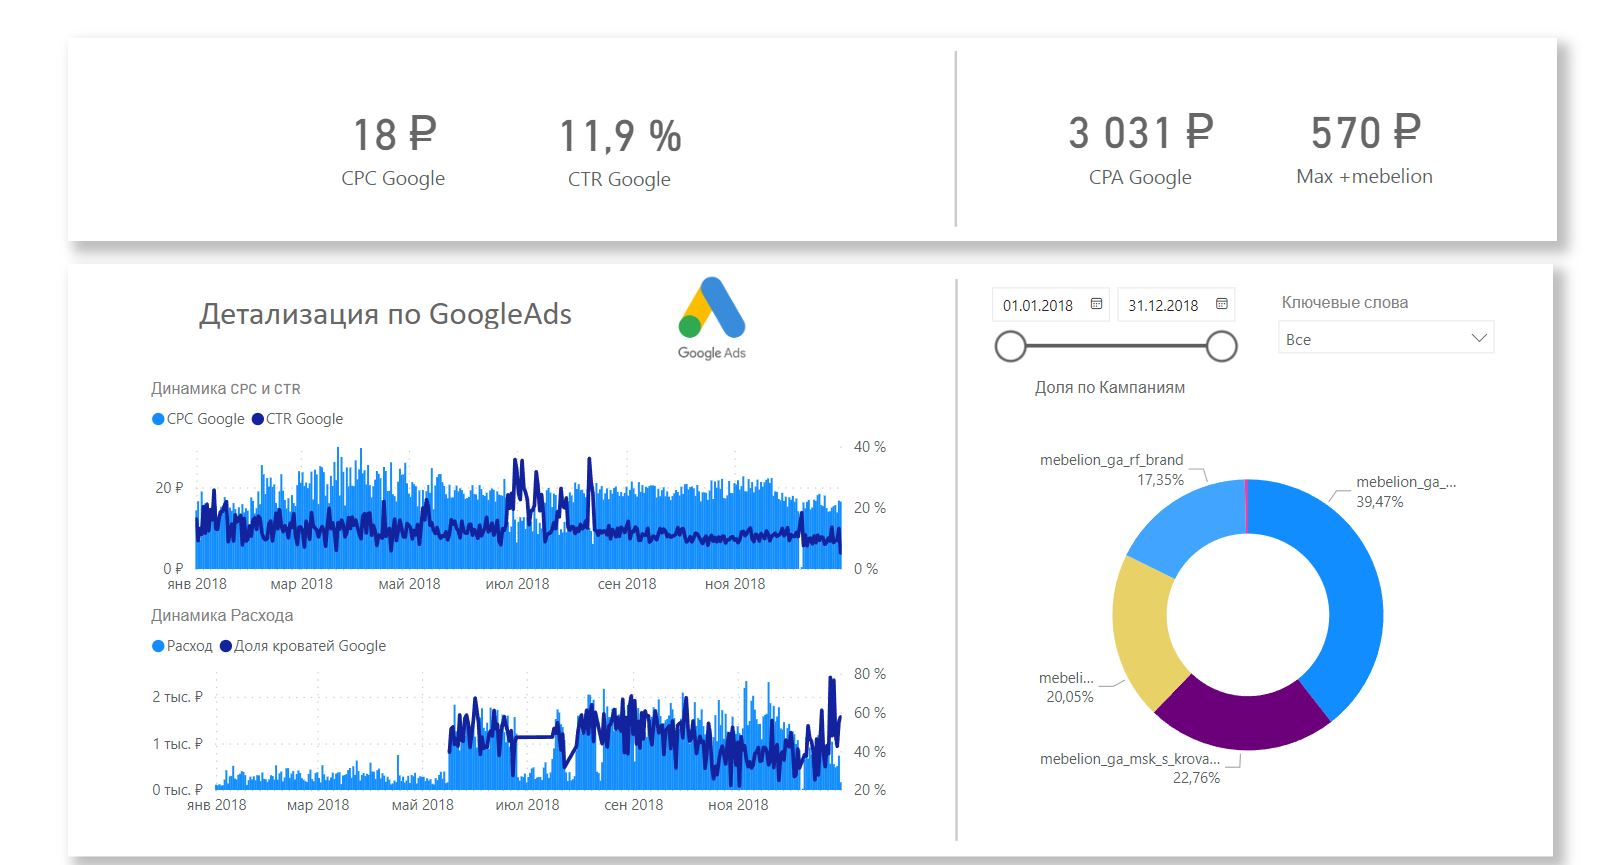 18 ₽
CPC Google
11,9 %
CTR Google
3 031 ₽
CPA Google
570 ₽
Max +mebelion
Детализация по GoogleAds
Google Ads
01.01.2018
31.12.2018
Ключевые слова
Все
Динамика CPC и CTR
CPC Google
CTR Google
40 %
20 ₽
20 %
0 ₽
0 %
янв 2018
мар 2018
май 2018
июл 2018
сен 2018
ноя 2018
Динамика Расхода
Расход
Доля кроватей Google
80 %
2 тыс. ₽
60 %
1 тыс. ₽
40 %
0 тыс. ₽
20 %
янв 2018
мар 2018
май 2018
июл 2018
сен 2018
ноя 2018
Доля по Кампаниям
mebelion_ga_rf_brand
17,35%
mebelion_ga_...
39,47%
mebeli...
20,05%
mebelion_ga_msk_s_krova...
22,76%